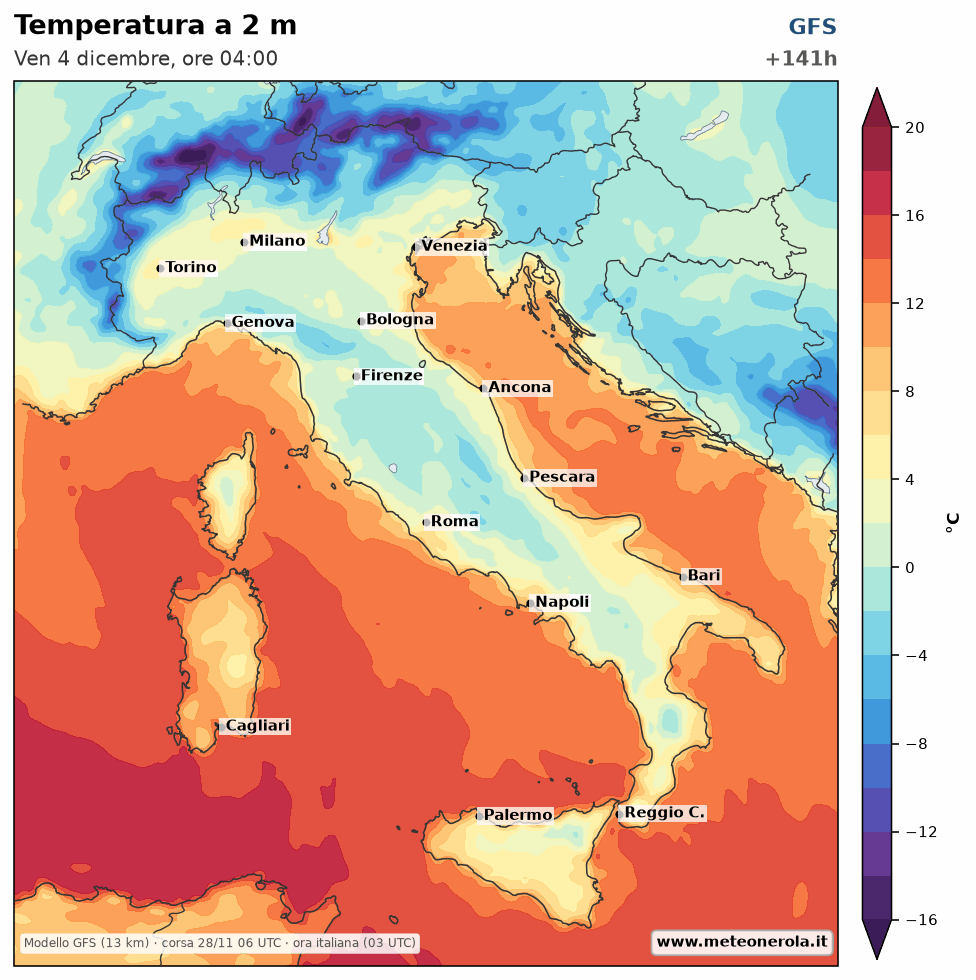 Temperatura a 2 m
GFS
Ven 4 dicembre, ore 04:00
+141h
20
16
12
8
4
0
−4
−8
−12
−16
°C
Milano
Venezia
Torino
Genova
Bologna
Firenze
Ancona
Pescara
Roma
Bari
Napoli
Cagliari
Palermo
Reggio C.
Modello GFS (13 km) · corsa 28/11 06 UTC · ora italiana (03 UTC)
www.meteonerola.it